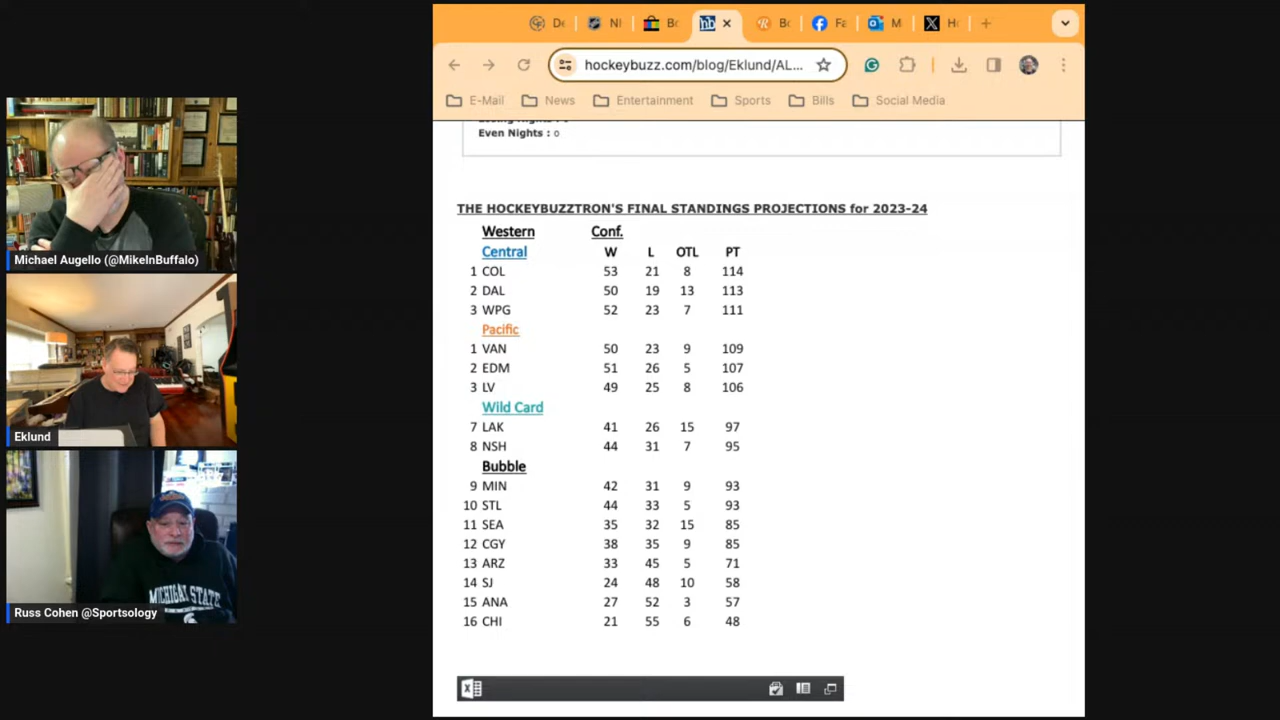 De
NI
Bo
hb
Bo
Fa
M
Ho
hockeybuzz.com/blog/Eklund/AL...
E-Mail News Entertainment Sports Bills Social Media
Even Nights : 0
THE HOCKEYBUZZTRON'S FINAL STANDINGS PROJECTIONS for 2023-24
Western Conf.
Central W L OTL PT
1 COL 53 21 8 114
2 DAL 50 19 13 113
3 WPG 52 23 7 111
Pacific
1 VAN 50 23 9 109
2 EDM 51 26 5 107
3 LV 49 25 8 106
Wild Card
7 LAK 41 26 15 97
8 NSH 44 31 7 95
Bubble
9 MIN 42 31 9 93
10 STL 44 33 5 93
11 SEA 35 32 15 85
12 CGY 38 35 9 85
13 ARZ 33 45 5 71
14 SJ 24 48 10 58
15 ANA 27 52 3 57
16 CHI 21 55 6 48
Michael Augello (@MikeInBuffalo)
Eklund
MICHIGAN STATE
Russ Cohen @Sportsology